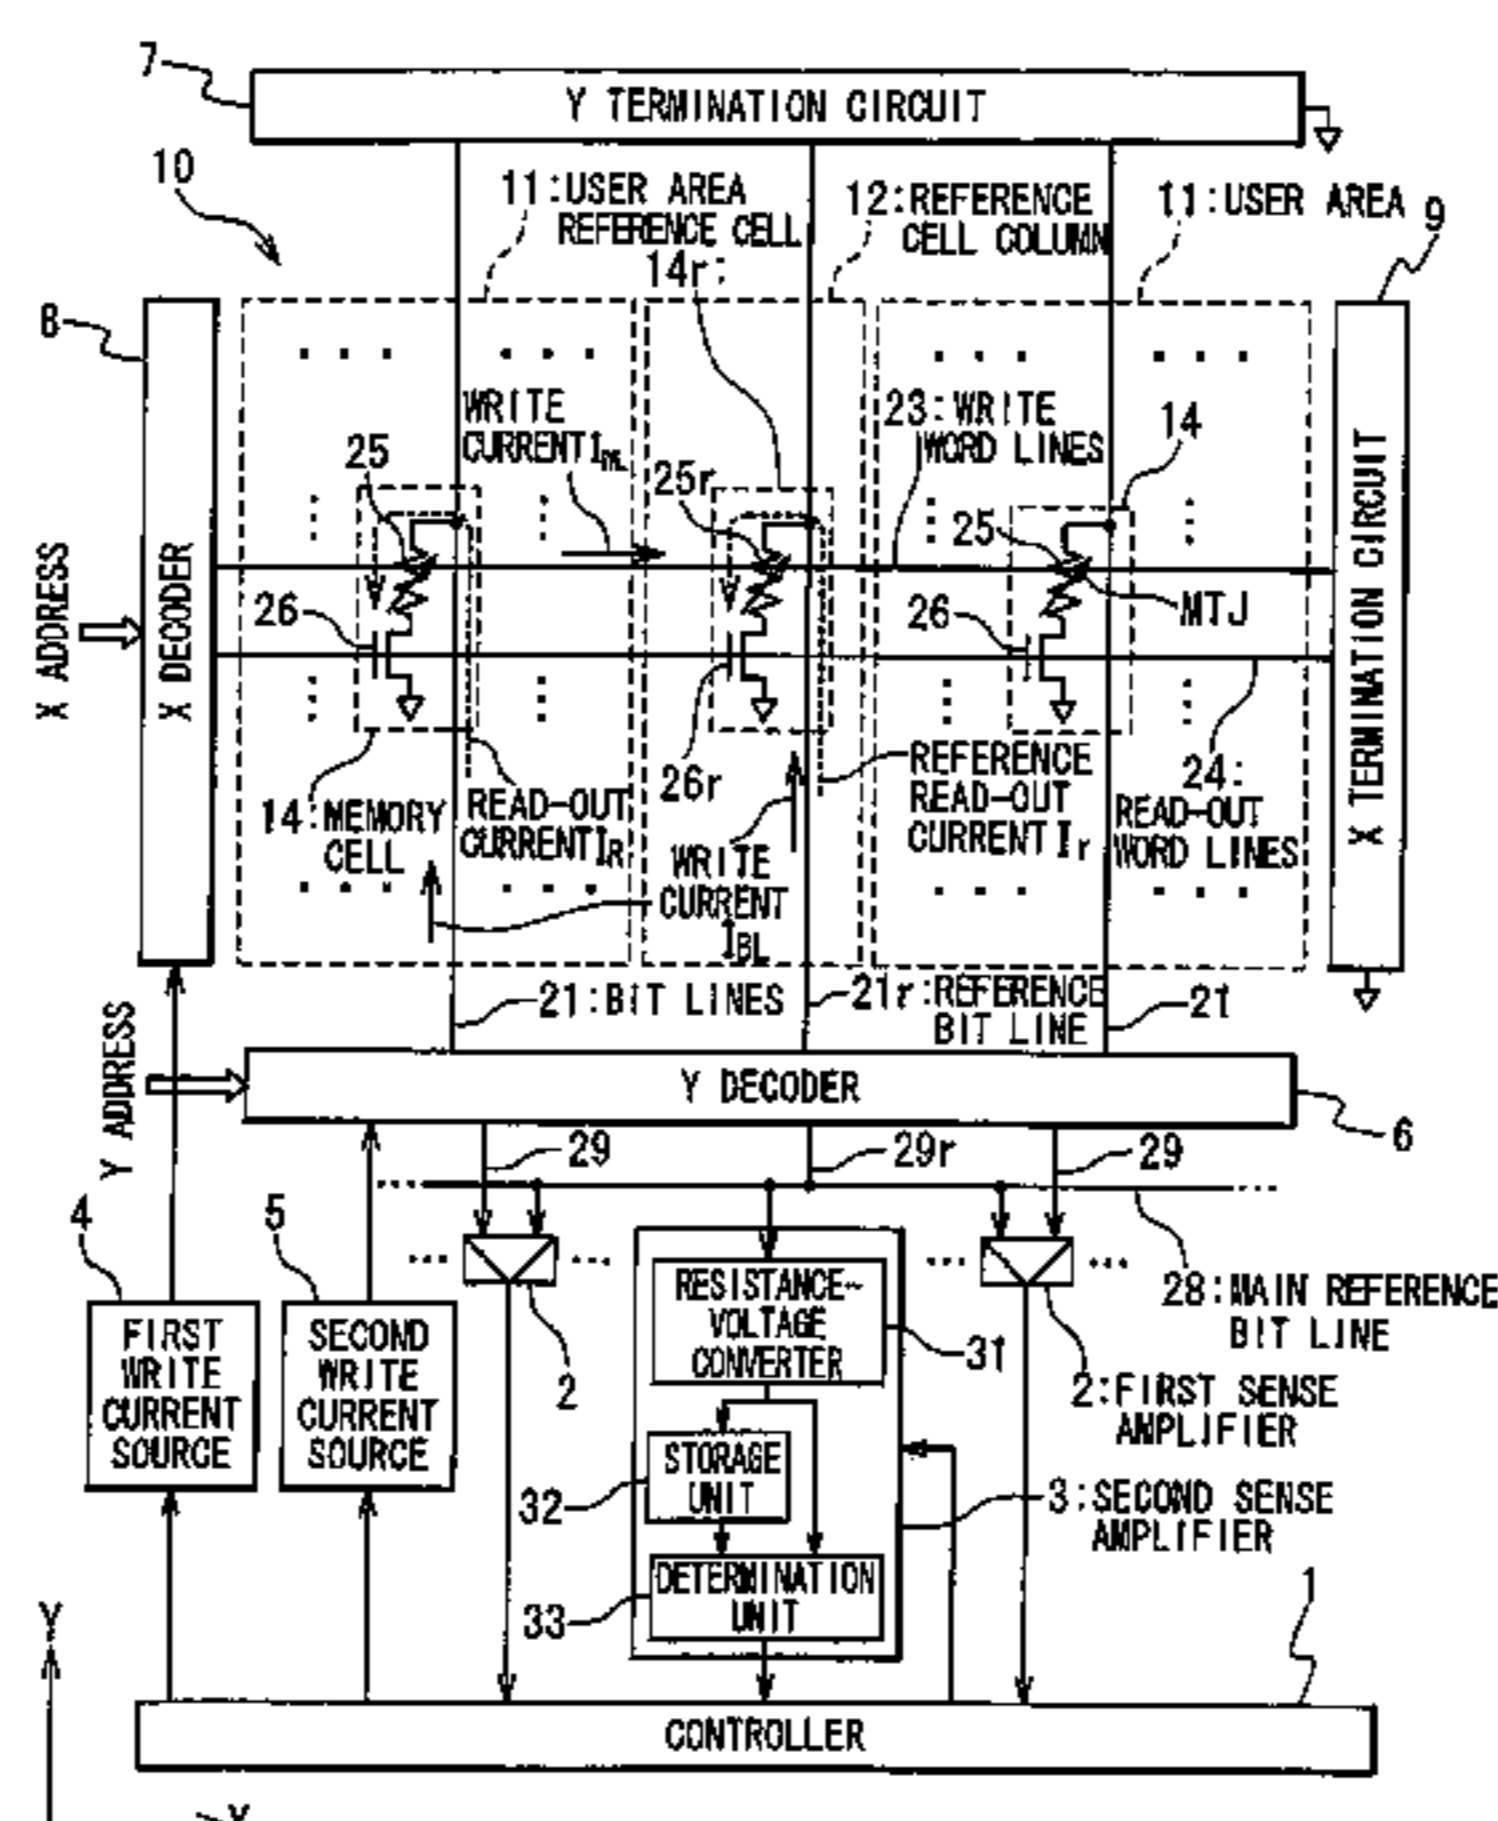 7
Y TERMINATION CIRCUIT
10
11:USER AREA
REFERENCE CELL
14r:
12:REFERENCE
CELL COLUMN
11:USER AREA
9
8
X ADDRESS
X DECODER
WRITE
CURRENT IWL
25
25r
23:WRITE
WORD LINES
14
25
MTJ
26
26
26r
X TERMINATION CIRCUIT
14:MEMORY
CELL
READ-OUT
CURRENT IR
WRITE
CURRENT
IBL
REFERENCE
READ-OUT
CURRENT Ir
24:
READ-OUT
WORD LINES
21:BIT LINES
21r:REFERENCE
BIT LINE
21
Y ADDRESS
Y DECODER
6
29
29r
29
28:MAIN REFERENCE
BIT LINE
4
FIRST
WRITE
CURRENT
SOURCE
5
SECOND
WRITE
CURRENT
SOURCE
2
RESISTANCE-
VOLTAGE
CONVERTER
31
2:FIRST SENSE
AMPLIFIER
STORAGE
UNIT
32
3:SECOND SENSE
AMPLIFIER
DETERMINATION
UNIT
33
1
CONTROLLER
Y
X